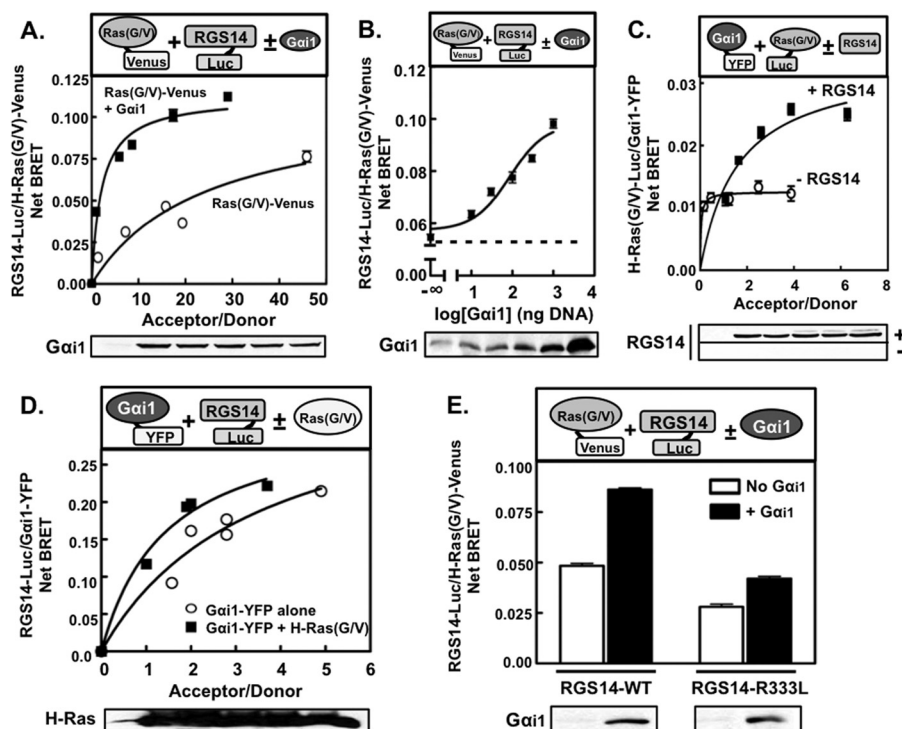 A.
Ras(G/V)
Venus
+
RGS14
Luc
±
Gαi1
RGS14-Luc/H-Ras(G/V)-Venus
Net BRET
0.125
0.100
0.075
0.050
0.025
0.00
Ras(G/V)-Venus
+ Gαi1
Ras(G/V)-Venus
0 10 20 30 40 50
Acceptor/Donor
Gαi1
B.
Ras(G/V)
Venus
+
RGS14
Luc
±
Gαi1
RGS14-Luc/H-Ras(G/V)-Venus
Net BRET
0.12
0.10
0.08
0.06
0.00
-∞ 1 2 3 4
log[Gαi1] (ng DNA)
Gαi1
C.
Gαi1
YFP
+
Ras(G/V)
Luc
±
RGS14
H-Ras(G/V)-Luc/Gαi1-YFP
Net BRET
0.03
0.02
0.01
0.00
+ RGS14
- RGS14
0 2 4 6 8
Acceptor/Donor
RGS14
+
-
D.
Gαi1
YFP
+
RGS14
Luc
±
Ras(G/V)
RGS14-Luc/Gαi1-YFP
Net BRET
0.25
0.20
0.15
0.10
0.05
0.00
Gαi1-YFP alone
Gαi1-YFP + H-Ras(G/V)
0 1 2 3 4 5 6
Acceptor/Donor
H-Ras
E.
Ras(G/V)
Venus
+
RGS14
Luc
±
Gαi1
RGS14-Luc/H-Ras(G/V)-Venus
Net BRET
0.100
0.075
0.050
0.025
0.00
No Gαi1
+ Gαi1
RGS14-WT RGS14-R333L
Gαi1